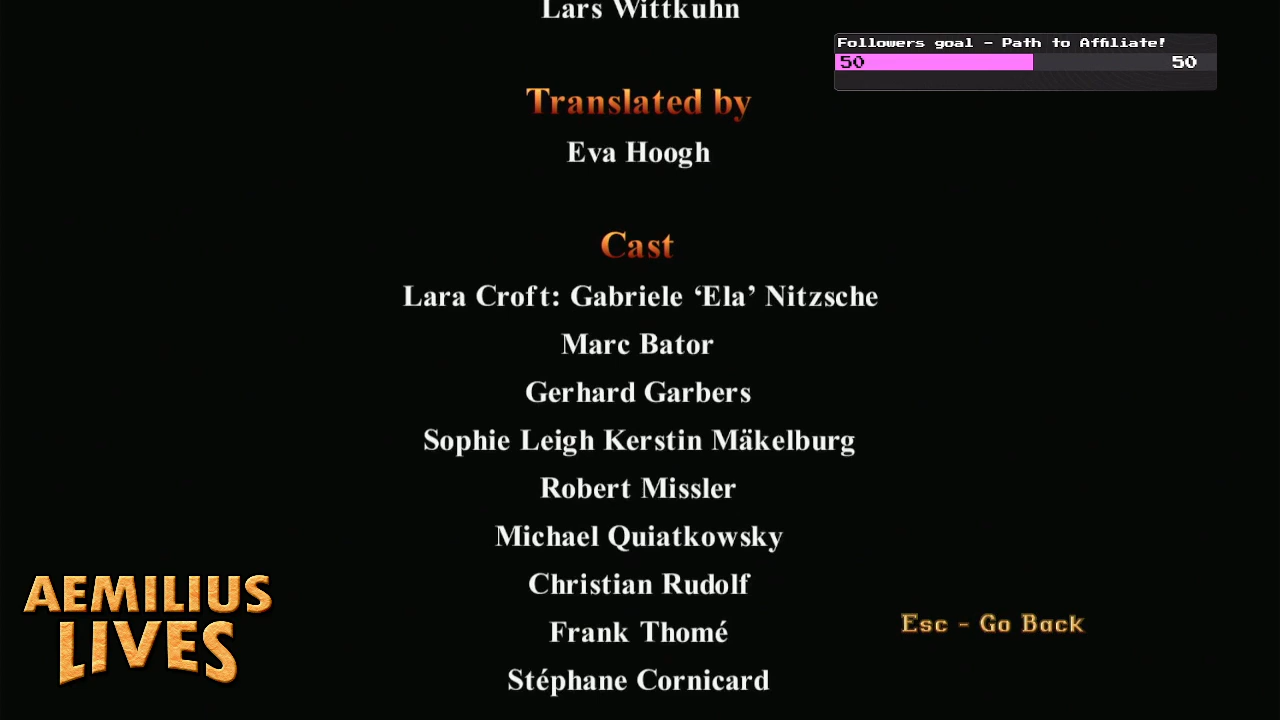 Lars Wittkuhn
Followers goal - Path to Affiliate!
50 50
Translated by
Eva Hoogh
Cast
Lara Croft: Gabriele ‘Ela’ Nitzsche
Marc Bator
Gerhard Garbers
Sophie Leigh Kerstin Mäkelburg
Robert Missler
Michael Quiatkowsky
Christian Rudolf
Frank Thomé
Stéphane Cornicard
AEMILIUS
LIVES
Esc - Go Back